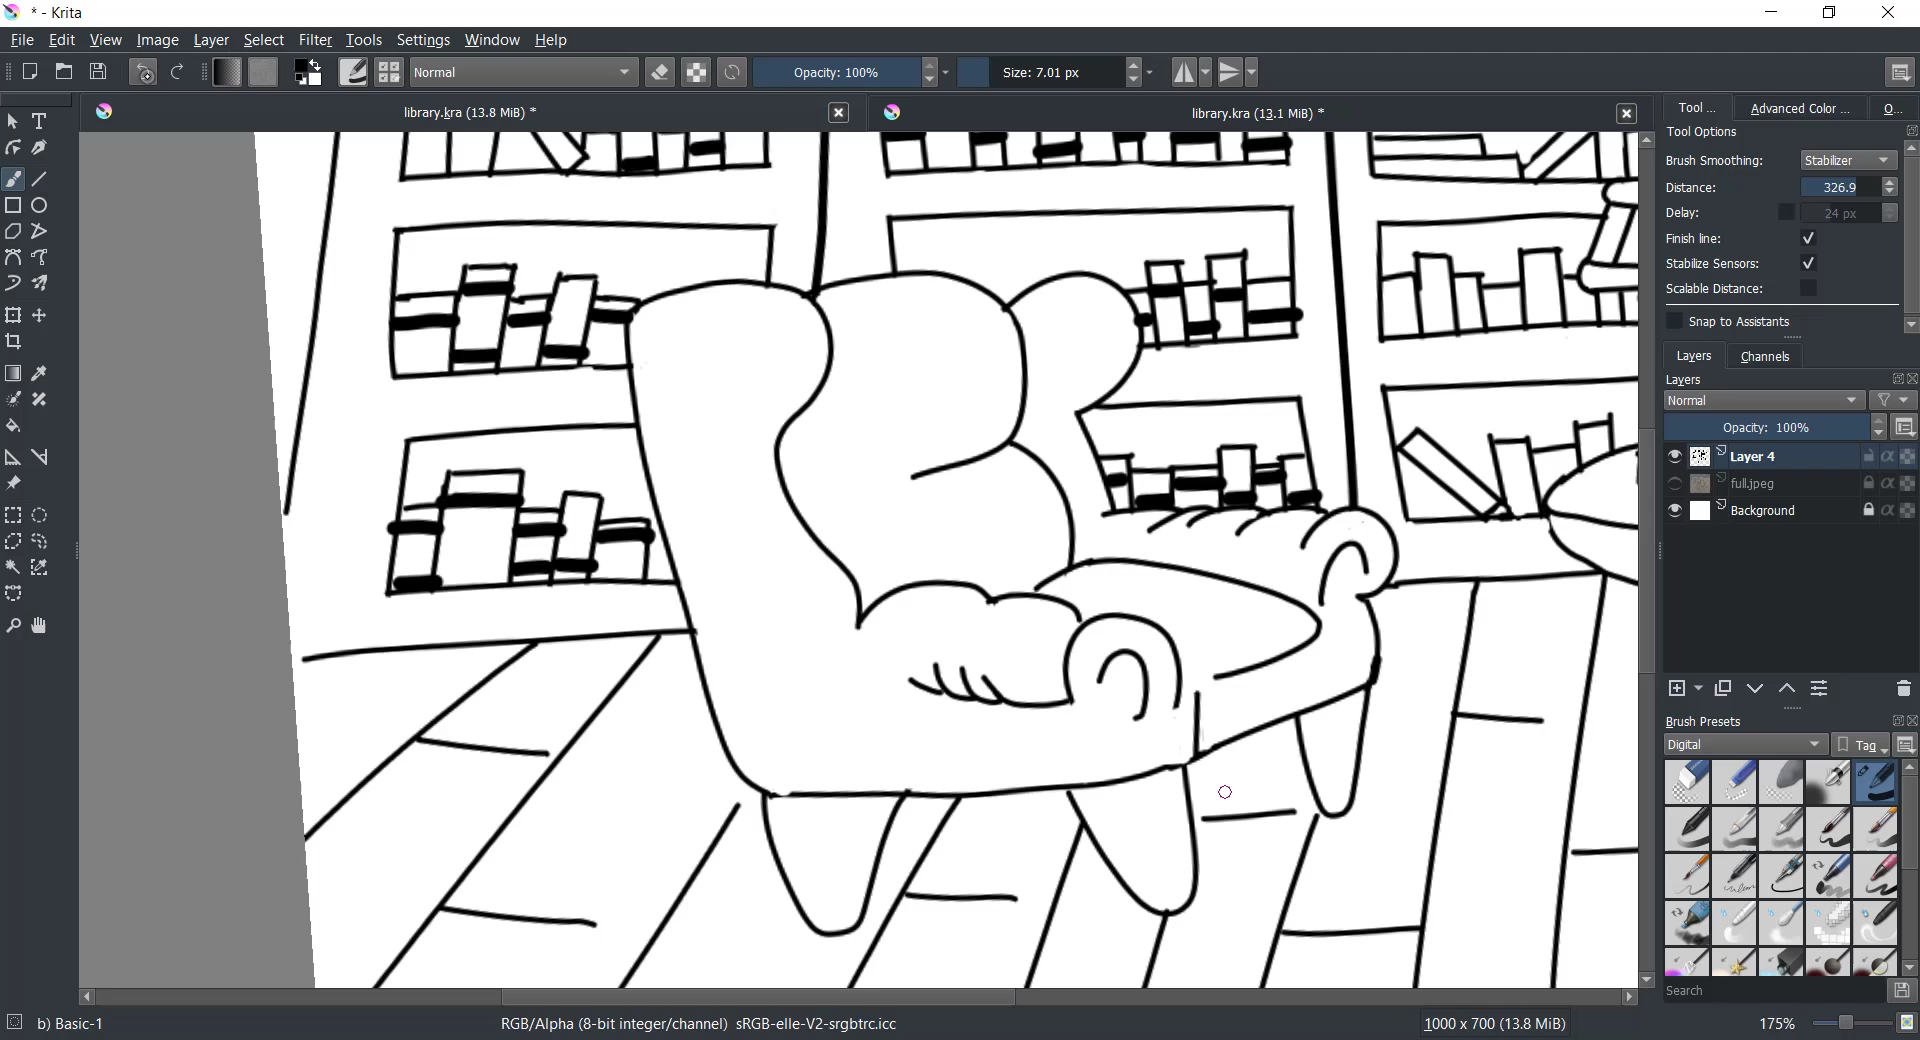 * - Krita
File Edit View Image Layer Select Filter Tools Settings Window Help
Normal Opacity: 100% Size: 7.01 px
library.kra (13.8 MiB) * library.kra (13.1 MiB) *
Tool ... Advanced Color ... O...
Tool Options
Brush Smoothing: Stabilizer
Distance: 326.9
Delay: 24 px
Finish line:
Stabilize Sensors:
Scalable Distance:
Snap to Assistants
Layers Channels
Layers
Normal
Opacity: 100%
Layer 4
full.jpeg
Background
Brush Presets
Digital Tag
Search
b) Basic-1 RGB/Alpha (8-bit integer/channel) sRGB-elle-V2-srgbtrc.icc 1000 x 700 (13.8 MiB) 175%